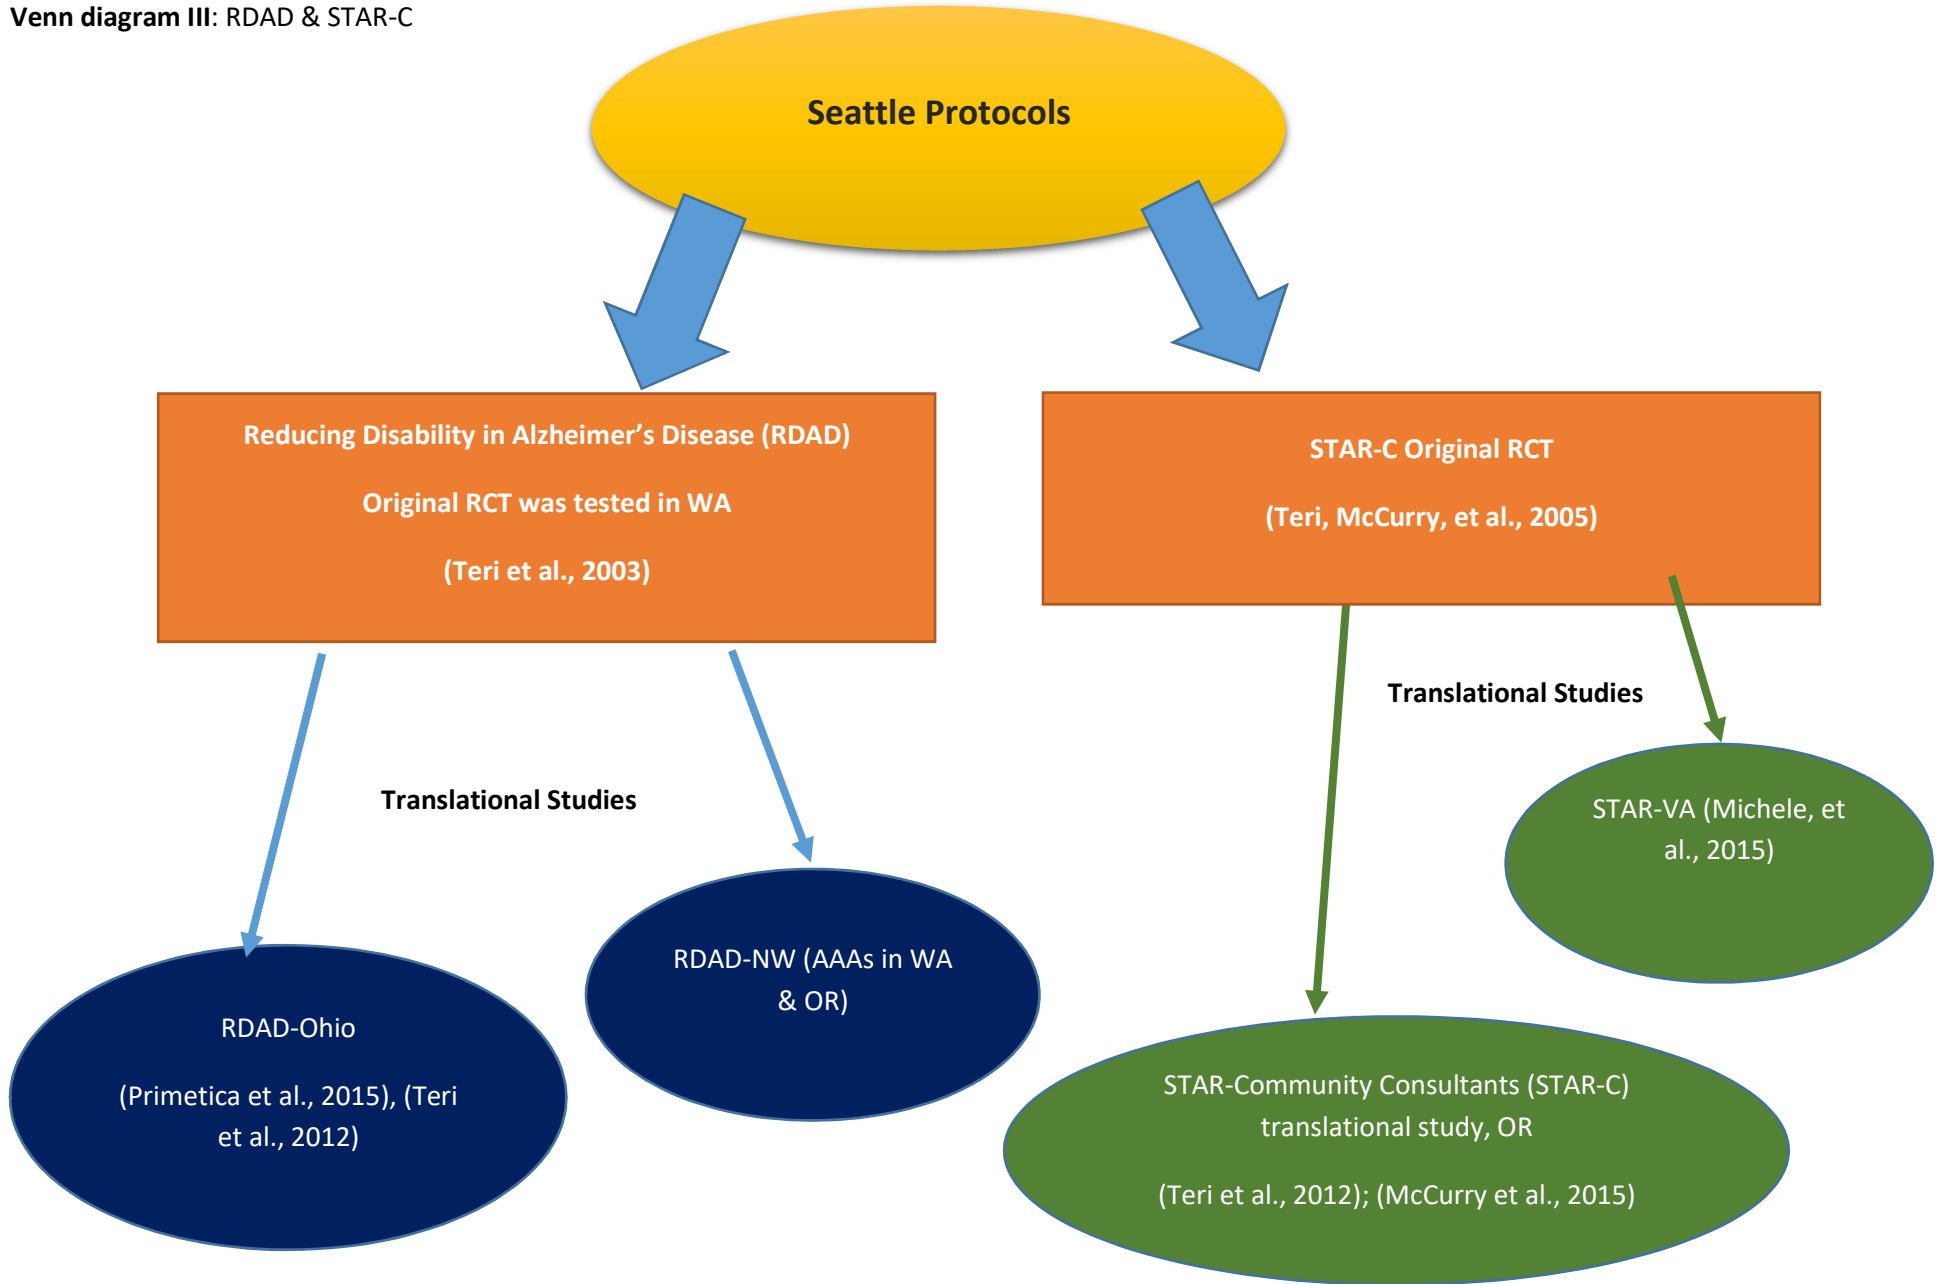 Venn diagram III: RDAD & STAR-C
Seattle Protocols
Reducing Disability in Alzheimer’s Disease (RDAD)
Original RCT was tested in WA
(Teri et al., 2003)
STAR-C Original RCT
(Teri, McCurry, et al., 2005)
Translational Studies
Translational Studies
STAR-VA (Michele, et
al., 2015)
RDAD-NW (AAAs in WA
& OR)
RDAD-Ohio
(Primetica et al., 2015), (Teri
et al., 2012)
STAR-Community Consultants (STAR-C)
translational study, OR
(Teri et al., 2012); (McCurry et al., 2015)